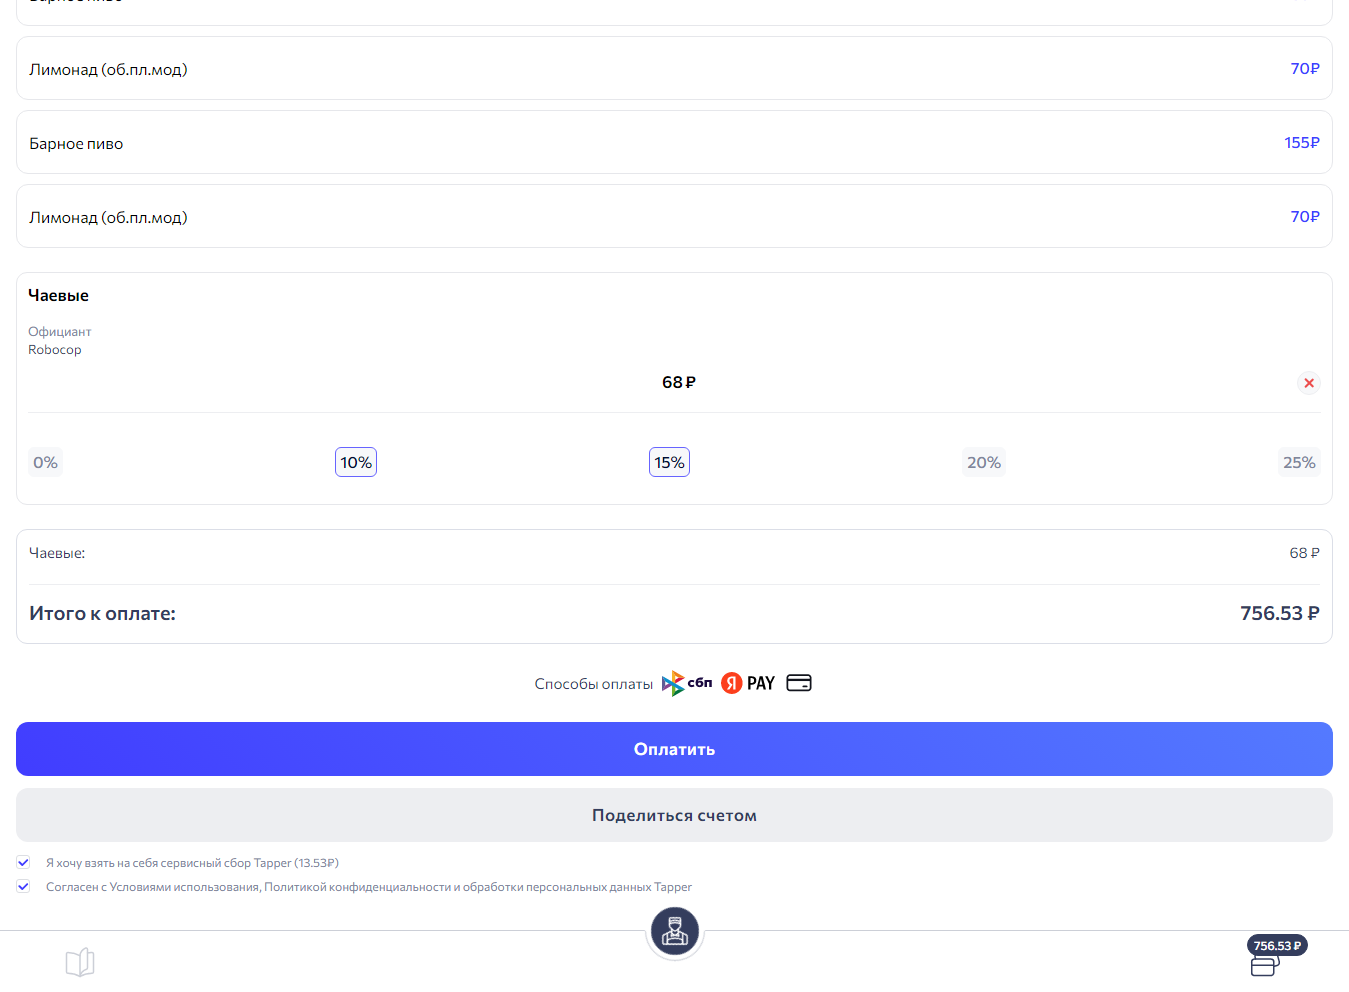 Лимонад (об.пл.мод) 70₽
Барное пиво 155₽
Лимонад (об.пл.мод) 70₽
Чаевые
Официант
Robocop
68 ₽
0% 10% 15% 20% 25%
Чаевые: 68 ₽
Итого к оплате: 756.53 ₽
Способы оплаты сбп Я PAY
Оплатить
Поделиться счетом
Я хочу взять на себя сервисный сбор Tapper (13.53₽)
Согласен с Условиями использования, Политикой конфиденциальности и обработки персональных данных Tapper
756.53 ₽